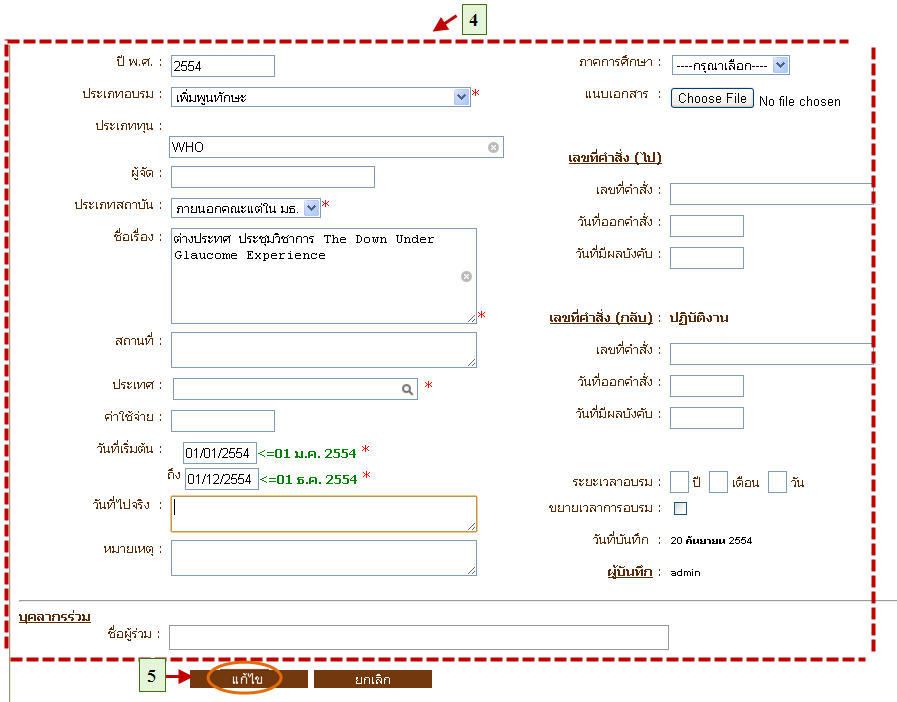 4
ปี พ.ศ. : 2554
ภาคการศึกษา : ----กรุณาเลือก----
ประเภทอบรม : เพิ่มพูนทักษะ *
แนบเอกสาร : Choose File No file chosen
ประเภททุน :
WHO
เลขที่คำสั่ง (ไป)
ผู้จัด :
เลขที่คำสั่ง :
ประเภทสถาบัน : ภายนอกคณะแต่ใน มธ. *
วันที่ออกคำสั่ง :
ชื่อเรื่อง : ต่างประทศ ประชุมวิชาการ The Down Under
Glaucome Experience
*
วันที่มีผลบังคับ :
เลขที่คำสั่ง (กลับ) : ปฏิบัติงาน
สถานที่ :
เลขที่คำสั่ง :
ประเทศ : *
วันที่ออกคำสั่ง :
ค่าใช้จ่าย :
วันที่มีผลบังคับ :
วันที่เริ่มต้น : 01/01/2554 <=01 ม.ค. 2554 *
ถึง 01/12/2554 <=01 ธ.ค. 2554 *
ระยะเวลาอบรม : ปี เดือน วัน
วันที่ไปจริง :
ขยายเวลาการอบรม :
วันที่บันทึก : 20 กันยายน 2554
หมายเหตุ :
ผู้บันทึก : admin
บุคลากรร่วม
ชื่อผู้ร่วม :
5
แก้ไข ยกเลิก